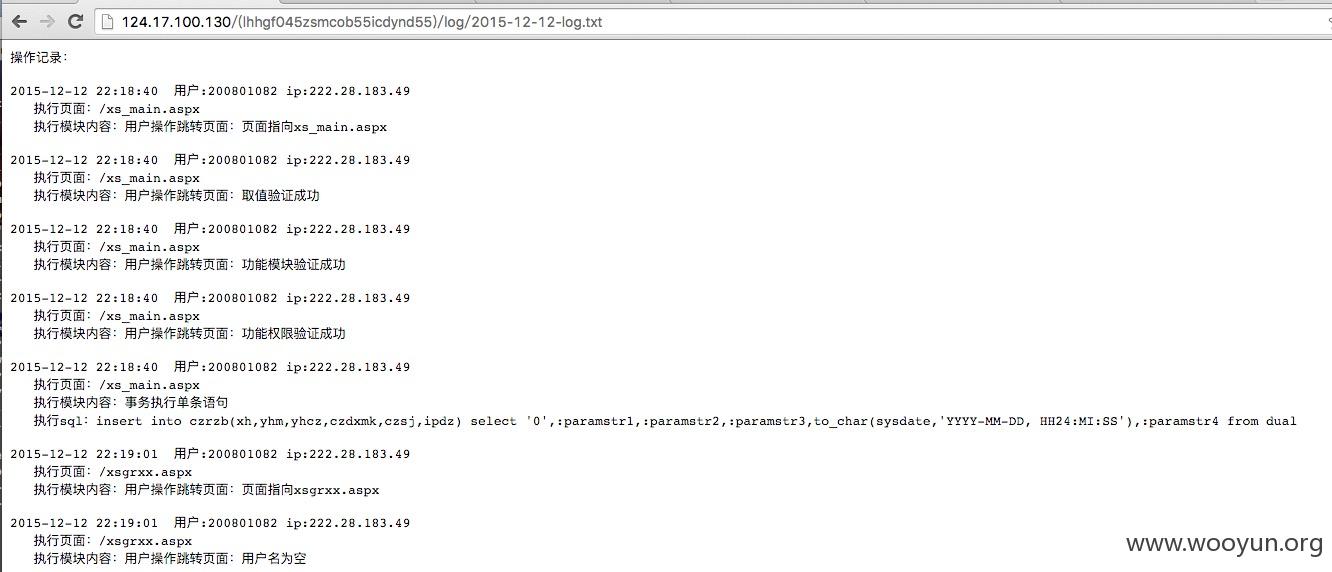 124.17.100.130/(lhhgf045zsmcob55icdynd55)/log/2015-12-12-log.txt
操作记录：
2015-12-12 22:18:40 用户:200801082 ip:222.28.183.49
执行页面：/xs_main.aspx
执行模块内容：用户操作跳转页面：页面指向xs_main.aspx
2015-12-12 22:18:40 用户:200801082 ip:222.28.183.49
执行页面：/xs_main.aspx
执行模块内容：用户操作跳转页面：取值验证成功
2015-12-12 22:18:40 用户:200801082 ip:222.28.183.49
执行页面：/xs_main.aspx
执行模块内容：用户操作跳转页面：功能模块验证成功
2015-12-12 22:18:40 用户:200801082 ip:222.28.183.49
执行页面：/xs_main.aspx
执行模块内容：用户操作跳转页面：功能权限验证成功
2015-12-12 22:18:40 用户:200801082 ip:222.28.183.49
执行页面：/xs_main.aspx
执行模块内容：事务执行单条语句
执行sql：insert into czrzb(xh,yhm,yhcz,czdxmk,czsj,ipdz) select '0',:paramstr1,:paramstr2,:paramstr3,to_char(sysdate,'YYYY-MM-DD, HH24:MI:SS'),:paramstr4 from dual
2015-12-12 22:19:01 用户:200801082 ip:222.28.183.49
执行页面：/xsgrxx.aspx
执行模块内容：用户操作跳转页面：页面指向xsgrxx.aspx
2015-12-12 22:19:01 用户:200801082 ip:222.28.183.49
执行页面：/xsgrxx.aspx
执行模块内容：用户操作跳转页面：用户名为空
www.wooyun.org